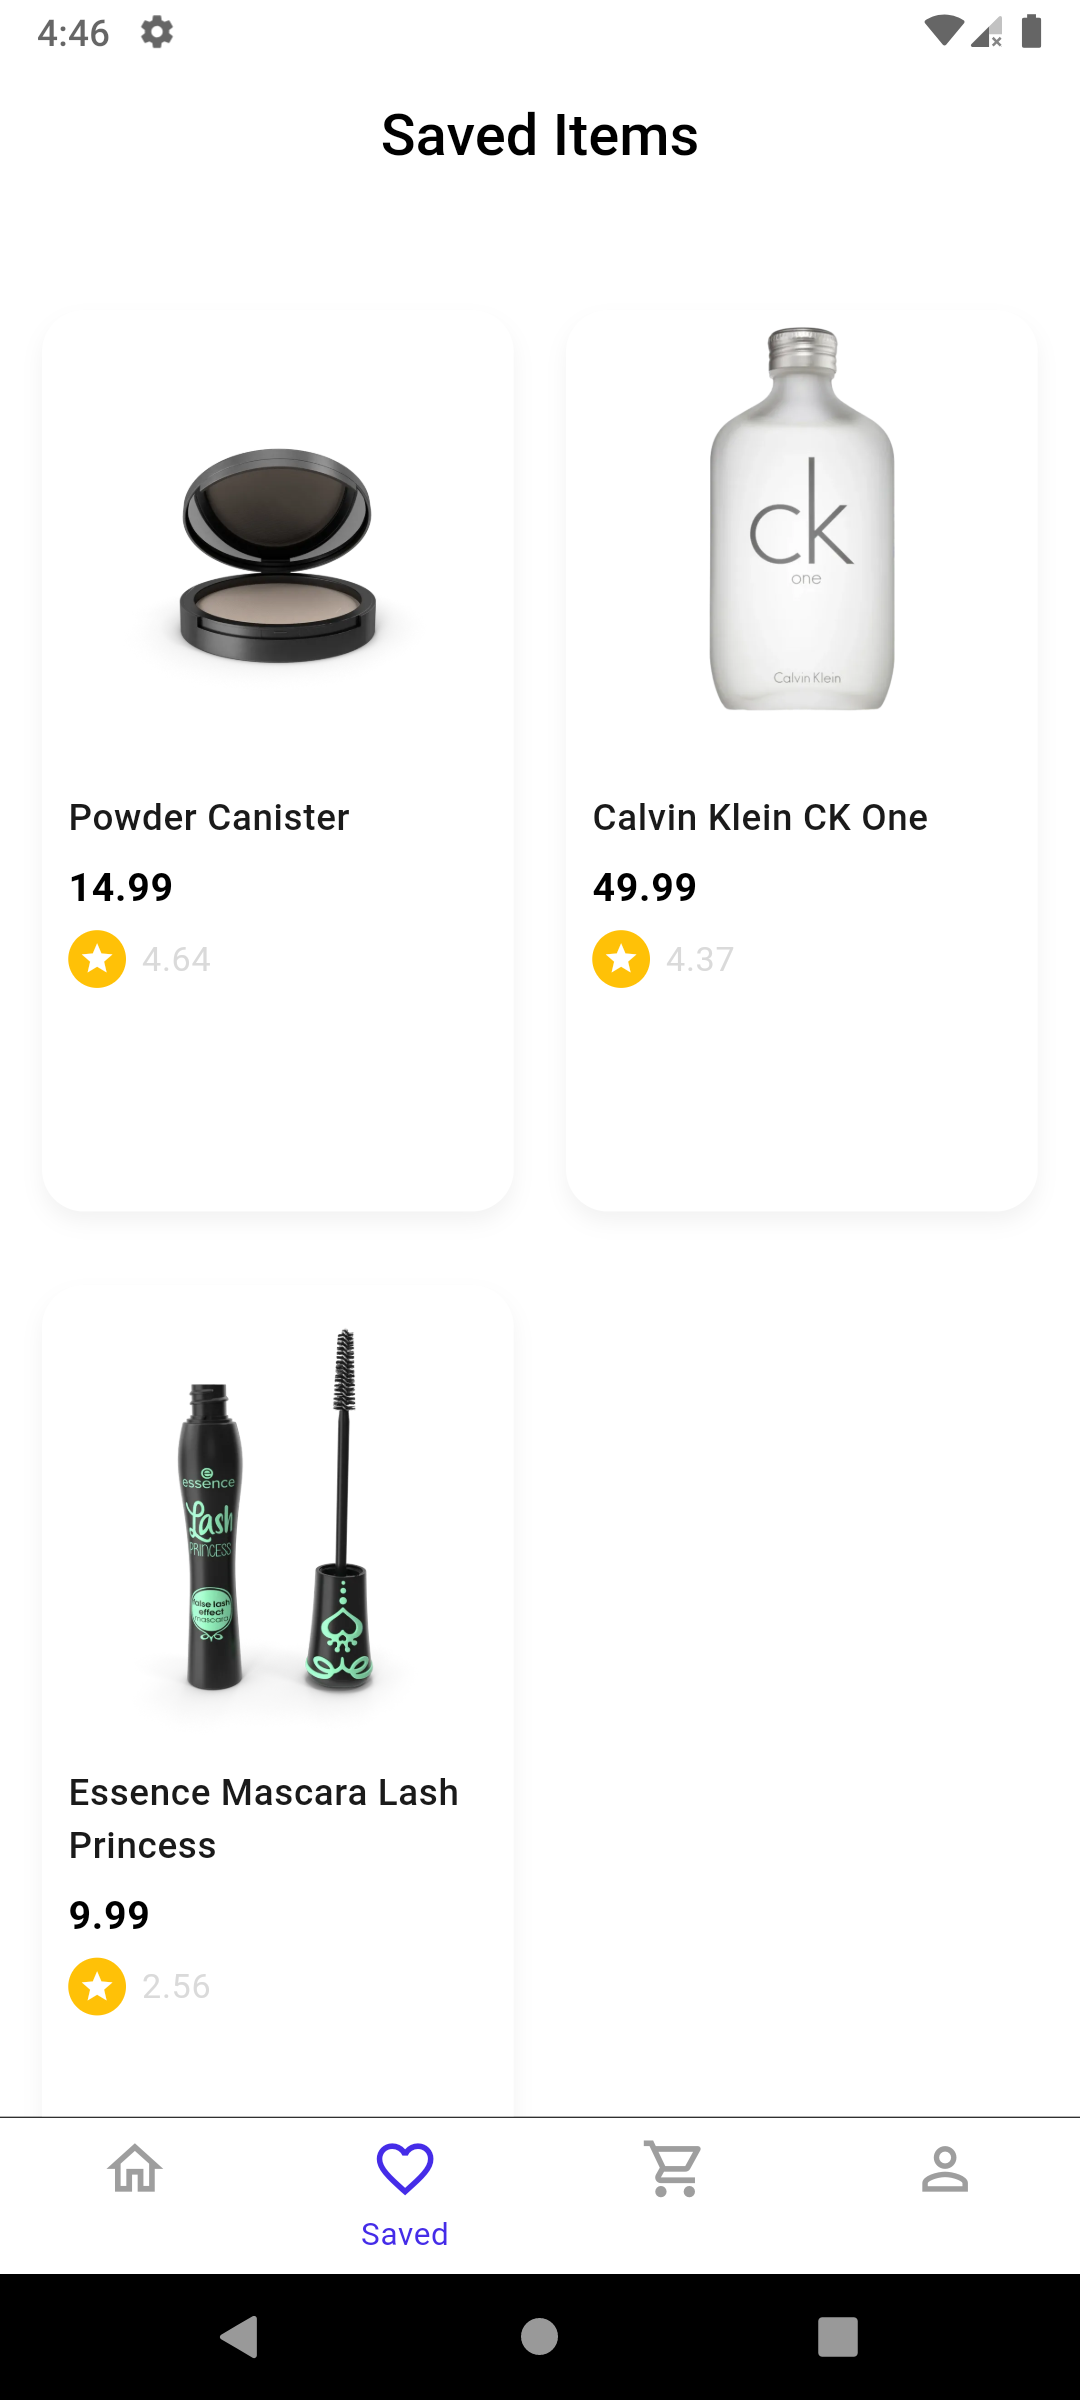 4:46
Saved Items
ck
one
Calvin Klein
Powder Canister
14.99
4.64
Calvin Klein CK One
49.99
4.37
essence
Lash
PRINCESS
false lash
effect
mascara
Essence Mascara Lash
Princess
9.99
2.56
Saved